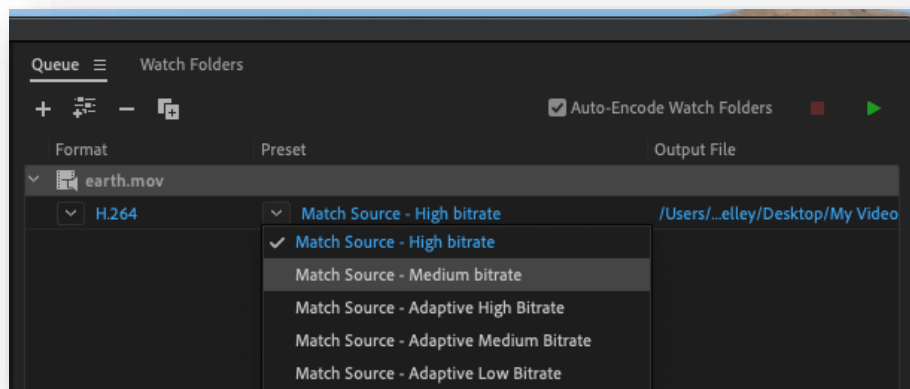 Queue Watch Folders
Auto-Encode Watch Folders
Format Preset Output File
earth.mov
H.264 Match Source - High bitrate /Users/...elley/Desktop/My Video
Match Source - High bitrate
Match Source - Medium bitrate
Match Source - Adaptive High Bitrate
Match Source - Adaptive Medium Bitrate
Match Source - Adaptive Low Bitrate